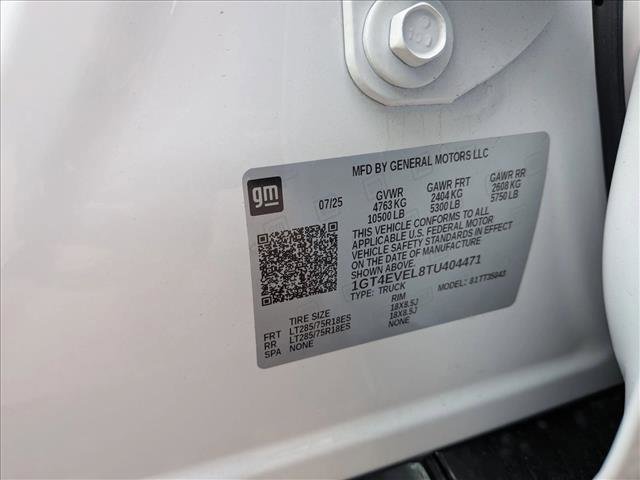 MFD BY GENERAL MOTORS LLC
gm
07/25 GVWR GAWR FRT GAWR RR
4763 KG 2404 KG 2608 KG
10500 LB 5300 LB 5750 LB
THIS VEHICLE CONFORMS TO ALL
APPLICABLE U.S. FEDERAL MOTOR
VEHICLE SAFETY STANDARDS IN EFFECT
ON THE DATE OF MANUFACTURE
SHOWN ABOVE.
1GT4EVEL8TU404471
TYPE: TRUCK MODEL: 81TT35043
TIRE SIZE RIM
FRT LT285/75R18ES 18X8.5J
RR LT285/75R18ES 18X8.5J
SPA NONE NONE